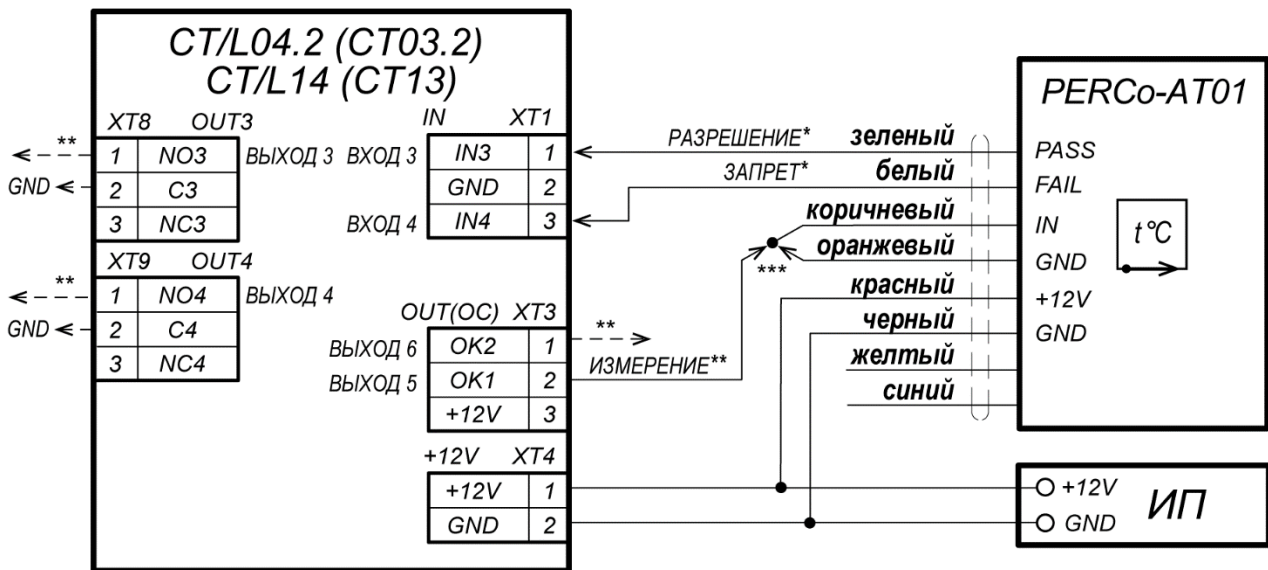 CT/L04.2 (CT03.2)
CT/L14 (CT13)
XT8 OUT3
** 1 NO3 ВЫХОД 3
GND 2 C3
3 NC3
XT9 OUT4
** 1 NO4 ВЫХОД 4
GND 2 C4
3 NC4
IN XT1
ВХОД 3 IN3 1
GND 2
ВХОД 4 IN4 3
OUT(OC) XT3
ВЫХОД 6 OK2 1 **
ВЫХОД 5 OK1 2 ИЗМЕРЕНИЕ**
+12V 3
+12V XT4
+12V 1
GND 2
PERCo-AT01
РАЗРЕШЕНИЕ* зеленый PASS
ЗАПРЕТ* белый FAIL
коричневый IN
*** оранжевый GND
красный +12V
черный GND
желтый
синий
t°C
+12V
GND
ИП